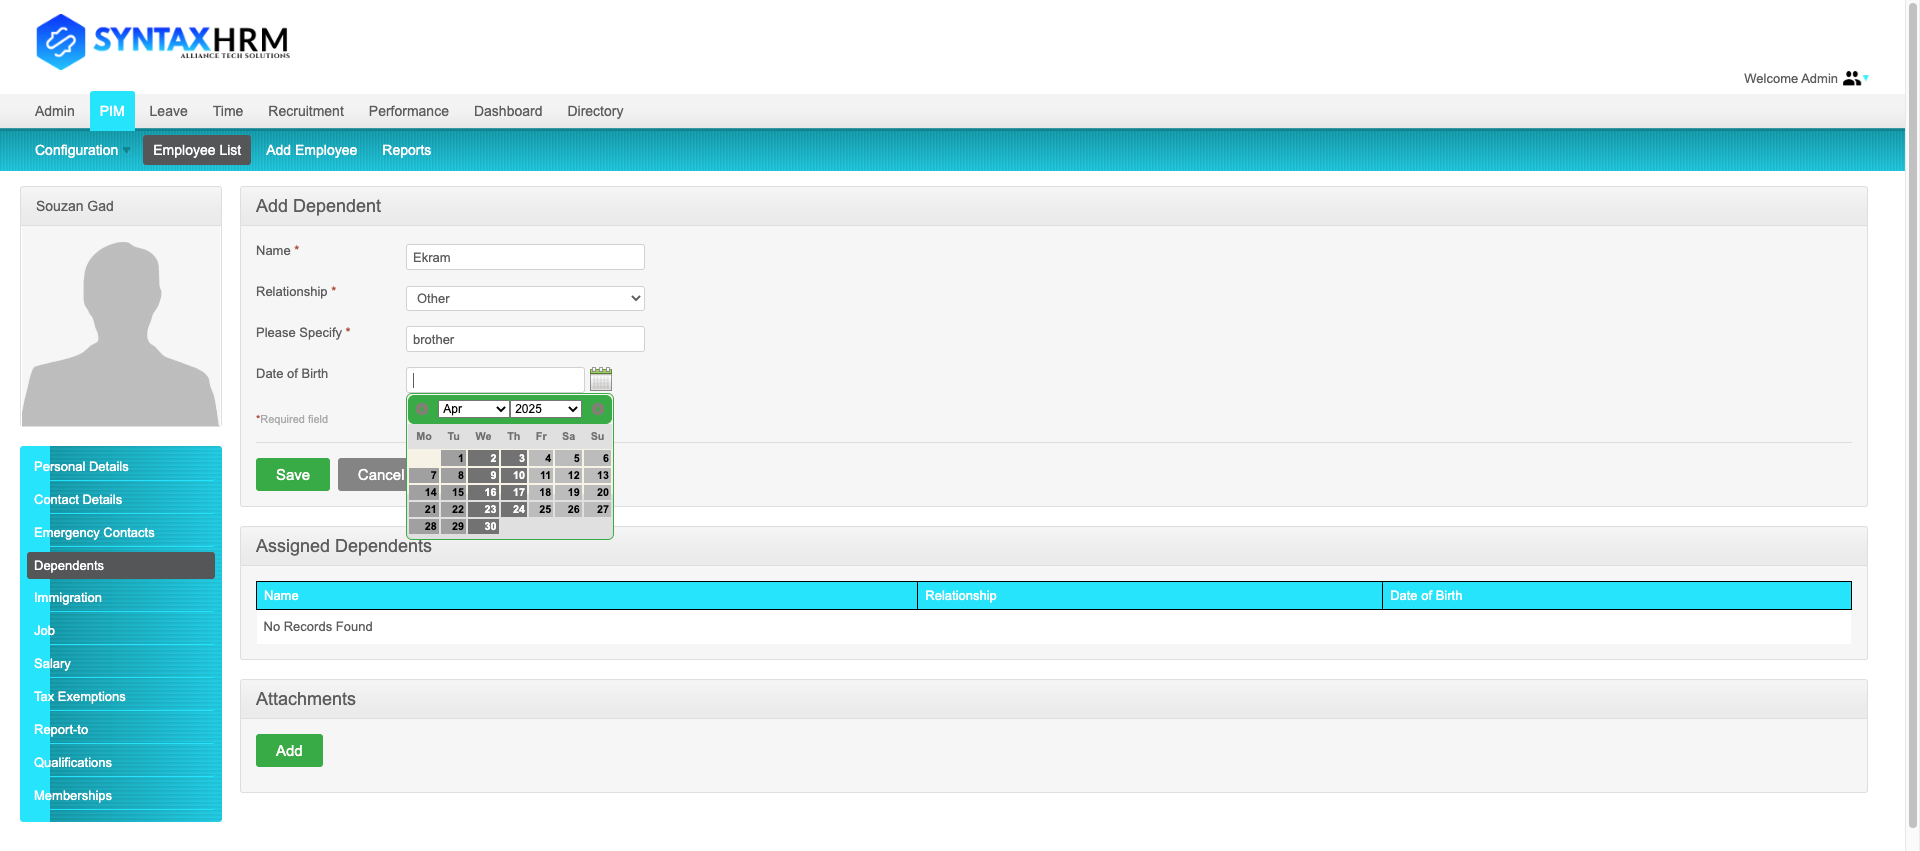 SYNTAXHRM
ALLIANCE TECH SOLUTIONS
Welcome Admin
Admin PIM Leave Time Recruitment Performance Dashboard Directory
Configuration Employee List Add Employee Reports
Souzan Gad
Personal Details
Contact Details
Emergency Contacts
Dependents
Immigration
Job
Salary
Tax Exemptions
Report-to
Qualifications
Memberships
Add Dependent
Name * Ekram
Relationship * Other
Please Specify * brother
Date of Birth
Apr 2025
Mo Tu We Th Fr Sa Su
1 2 3 4 5 6
7 8 9 10 11 12 13
14 15 16 17 18 19 20
21 22 23 24 25 26 27
28 29 30
*Required field
Save Cancel
Assigned Dependents
Name Relationship Date of Birth
No Records Found
Attachments
Add